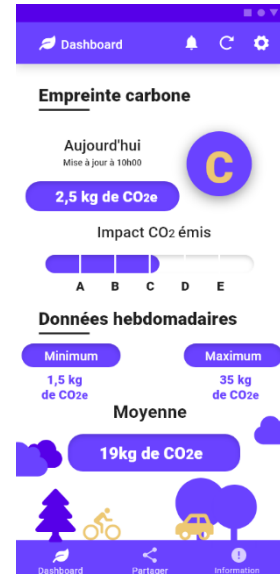 Dashboard
Empreinte carbone
Aujourd'hui
Mise à jour à 10h00
C
2,5 kg de CO2e
Impact CO2 émis
A B C D E
Données hebdomadaires
Minimum Maximum
1,5 kg 35 kg
de CO2e de CO2e
Moyenne
19kg de CO2e
Dashboard Partager Information